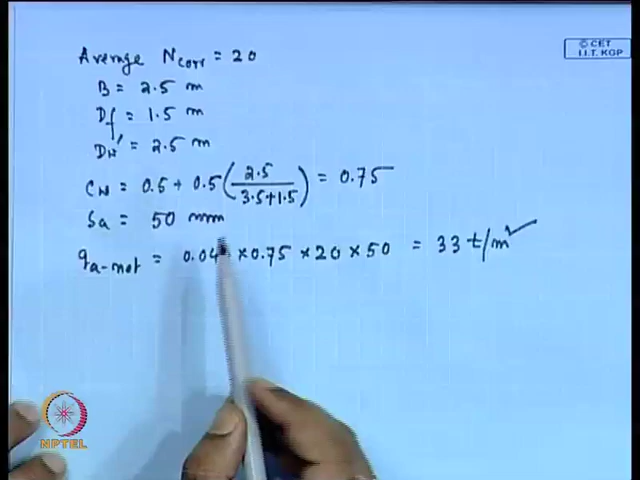 Average Ncorr = 20
© CET
I.I.T. KGP
B = 2.5 m
Df = 1.5 m
Dw' = 2.5 m
Cw = 0.5 + 0.5 (2.5 / 3.5+1.5) = 0.75
Sa = 50 mm
qa-net = 0.04 × 0.75 × 20 × 50 = 33 t/m²
NPTEL